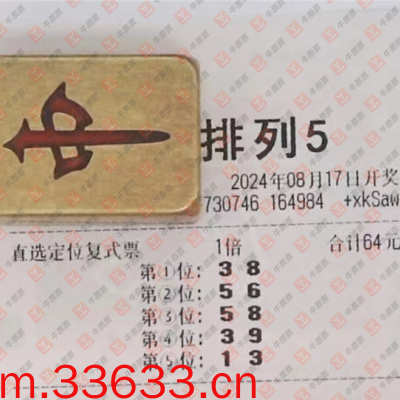 中
排列5
2024年08月17日开奖
730746 164984 +xkSaw
直选定位复式票 1倍 合计64元
第①位: 3 8
第②位: 5 6
第③位: 5 8
第④位: 3 9
第⑤位: 1 3
m.33633.cn